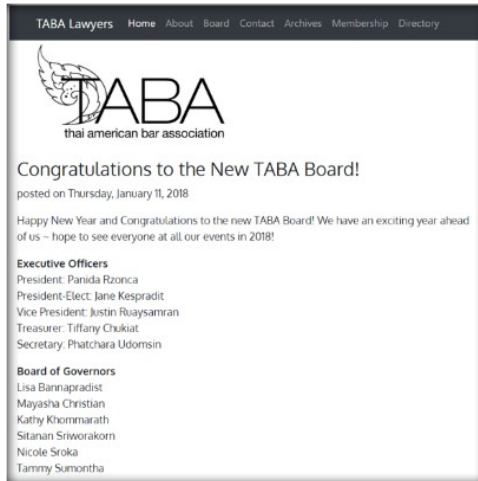 TABA Lawyers Home About Board Contact Archives Membership Directory
TABA
thai american bar association
Congratulations to the New TABA Board!
posted on Thursday, January 11, 2018
Happy New Year and Congratulations to the new TABA Board! We have an exciting year ahead
of us – hope to see everyone at all our events in 2018!
Executive Officers
President: Panida Rzonca
President-Elect: Jane Kespradit
Vice President: Justin Ruaysamran
Treasurer: Tiffany Chukiat
Secretary: Phatchara Udomsin
Board of Governors
Lisa Bannapradist
Mayasha Christian
Kathy Khommarath
Sitanan Sriworakorn
Nicole Sroka
Tammy Sumontha